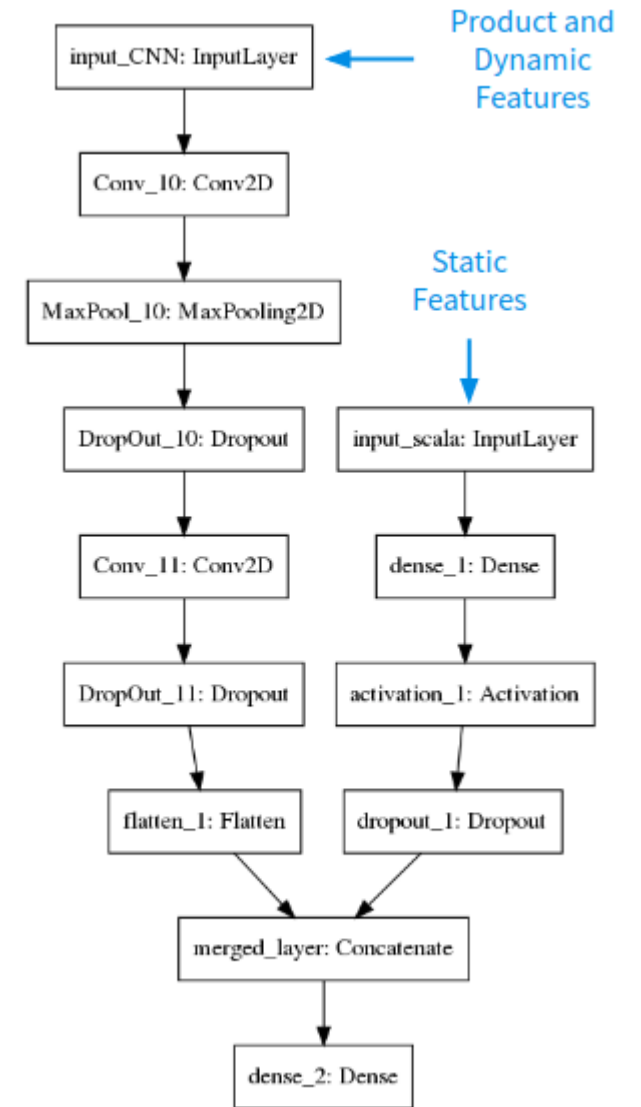 Product and
Dynamic
Features
input_CNN: InputLayer
Conv_10: Conv2D
MaxPool_10: MaxPooling2D
Static
Features
DropOut_10: Dropout
input_scala: InputLayer
Conv_11: Conv2D
dense_1: Dense
DropOut_11: Dropout
activation_1: Activation
flatten_1: Flatten
dropout_1: Dropout
merged_layer: Concatenate
dense_2: Dense